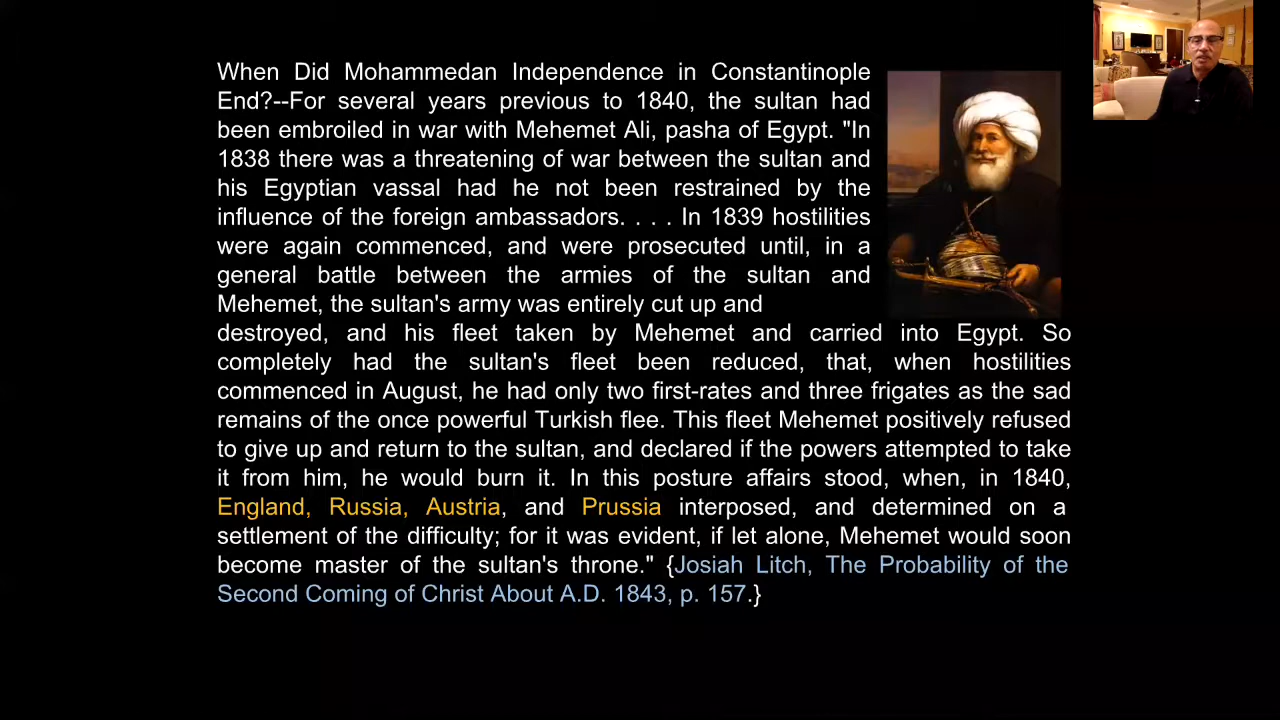 When Did Mohammedan Independence in Constantinople
End?--For several years previous to 1840, the sultan had
been embroiled in war with Mehemet Ali, pasha of Egypt. "In
1838 there was a threatening of war between the sultan and
his Egyptian vassal had he not been restrained by the
influence of the foreign ambassadors. . . . In 1839 hostilities
were again commenced, and were prosecuted until, in a
general battle between the armies of the sultan and
Mehemet, the sultan's army was entirely cut up and
destroyed, and his fleet taken by Mehemet and carried into Egypt. So
completely had the sultan's fleet been reduced, that, when hostilities
commenced in August, he had only two first-rates and three frigates as the sad
remains of the once powerful Turkish flee. This fleet Mehemet positively refused
to give up and return to the sultan, and declared if the powers attempted to take
it from him, he would burn it. In this posture affairs stood, when, in 1840,
England, Russia, Austria, and Prussia interposed, and determined on a
settlement of the difficulty; for it was evident, if let alone, Mehemet would soon
become master of the sultan's throne." {Josiah Litch, The Probability of the
Second Coming of Christ About A.D. 1843, p. 157.}